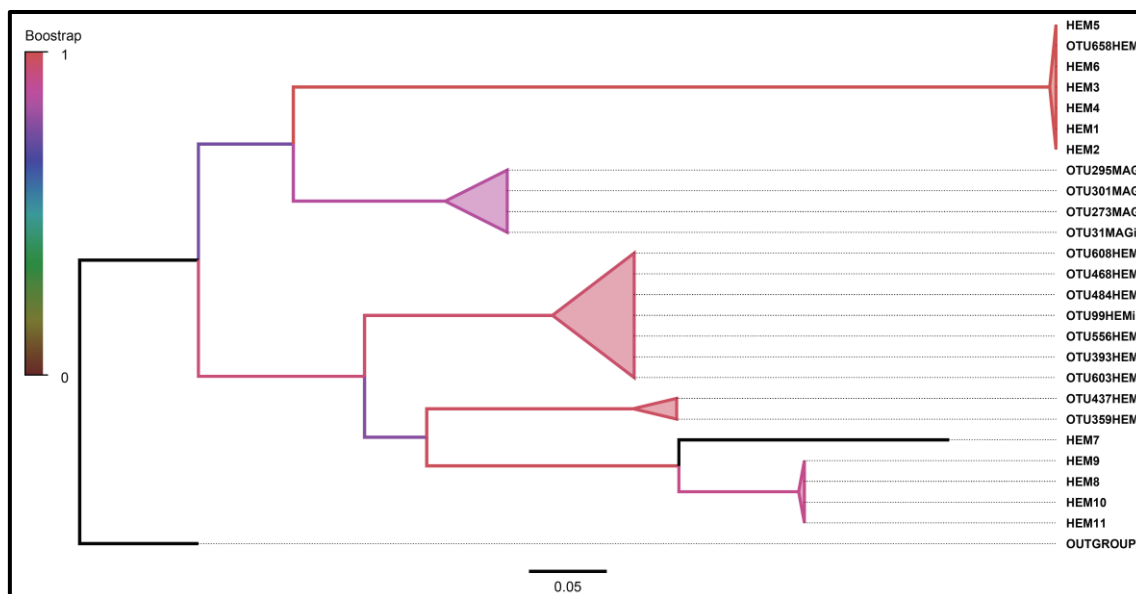 Boostrap
1
0
HEM5
OTU658HEM
HEM6
HEM3
HEM4
HEM1
HEM2
OTU295MAG
OTU301MAG
OTU273MAG
OTU31MAGi
OTU608HEM
OTU468HEM
OTU484HEM
OTU99HEMi
OTU556HEM
OTU393HEM
OTU603HEM
OTU437HEM
OTU359HEM
HEM7
HEM9
HEM8
HEM10
HEM11
OUTGROUP
0.05